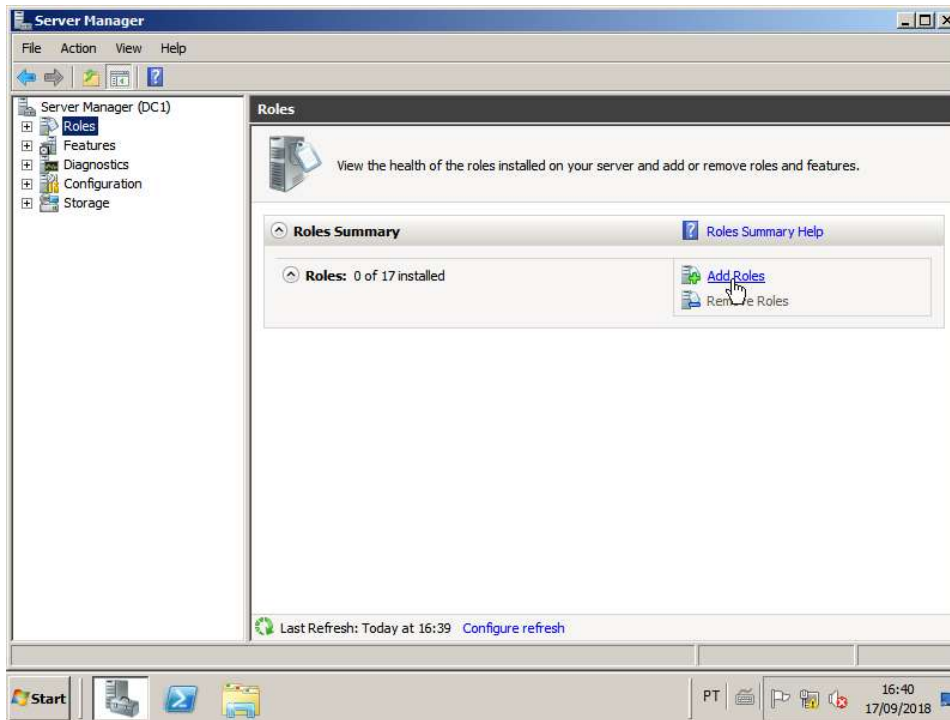 Server Manager
File Action View Help
Server Manager (DC1)
Roles
Features
Diagnostics
Configuration
Storage
Roles
View the health of the roles installed on your server and add or remove roles and features.
Roles Summary
Roles Summary Help
Roles: 0 of 17 installed
Add Roles
Remove Roles
Last Refresh: Today at 16:39 Configure refresh
Start
PT
16:40
17/09/2018